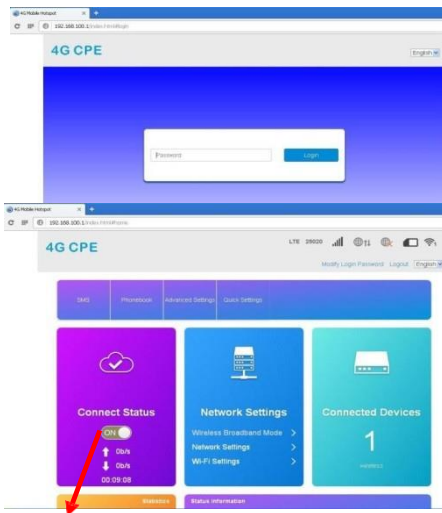 4G Mobile Hotspot
192.168.100.1/index.html#login
4G CPE
English
Password
Login
4G Mobile Hotspot
192.168.100.1/index.html#home
4G CPE
LTE
Modify Login Password Logout English
SMS Phonebook Advanced Settings Quick Settings
Connect Status
ON
0b/s
0b/s
00:09:08
Network Settings
Wireless Broadband Mode >
Network Settings >
Wi-Fi Settings >
Connected Devices
1
Statistics
Status Information